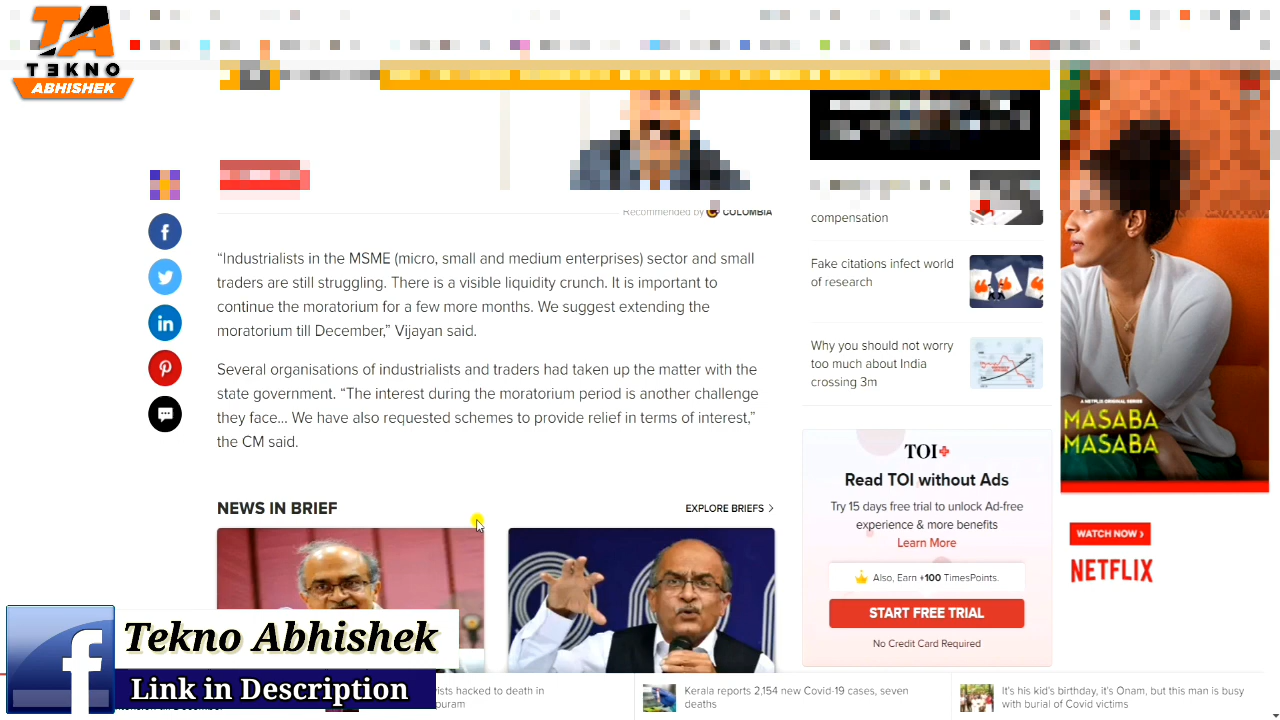 TEKNO
ABHISHEK
Recommended by COLOMBIA
“Industrialists in the MSME (micro, small and medium enterprises) sector and small
traders are still struggling. There is a visible liquidity crunch. It is important to
continue the moratorium for a few more months. We suggest extending the
moratorium till December,” Vijayan said.
Several organisations of industrialists and traders had taken up the matter with the
state government. “The interest during the moratorium period is another challenge
they face... We have also requested schemes to provide relief in terms of interest,”
the CM said.
NEWS IN BRIEF
EXPLORE BRIEFS
compensation
Fake citations infect world
of research
Why you should not worry
too much about India
crossing 3m
TOI+
Read TOI without Ads
Try 15 days free trial to unlock Ad-free
experience & more benefits
Learn More
Also, Earn +100 TimesPoints.
START FREE TRIAL
No Credit Card Required
A NETFLIX ORIGINAL SERIES
MASABA
MASABA
WATCH NOW
NETFLIX
Tekno Abhishek
Link in Description
hacked to death in
Kerala reports 2,154 new Covid-19 cases, seven
deaths
It's his kid's birthday, it's Onam, but this man is busy
with burial of Covid victims